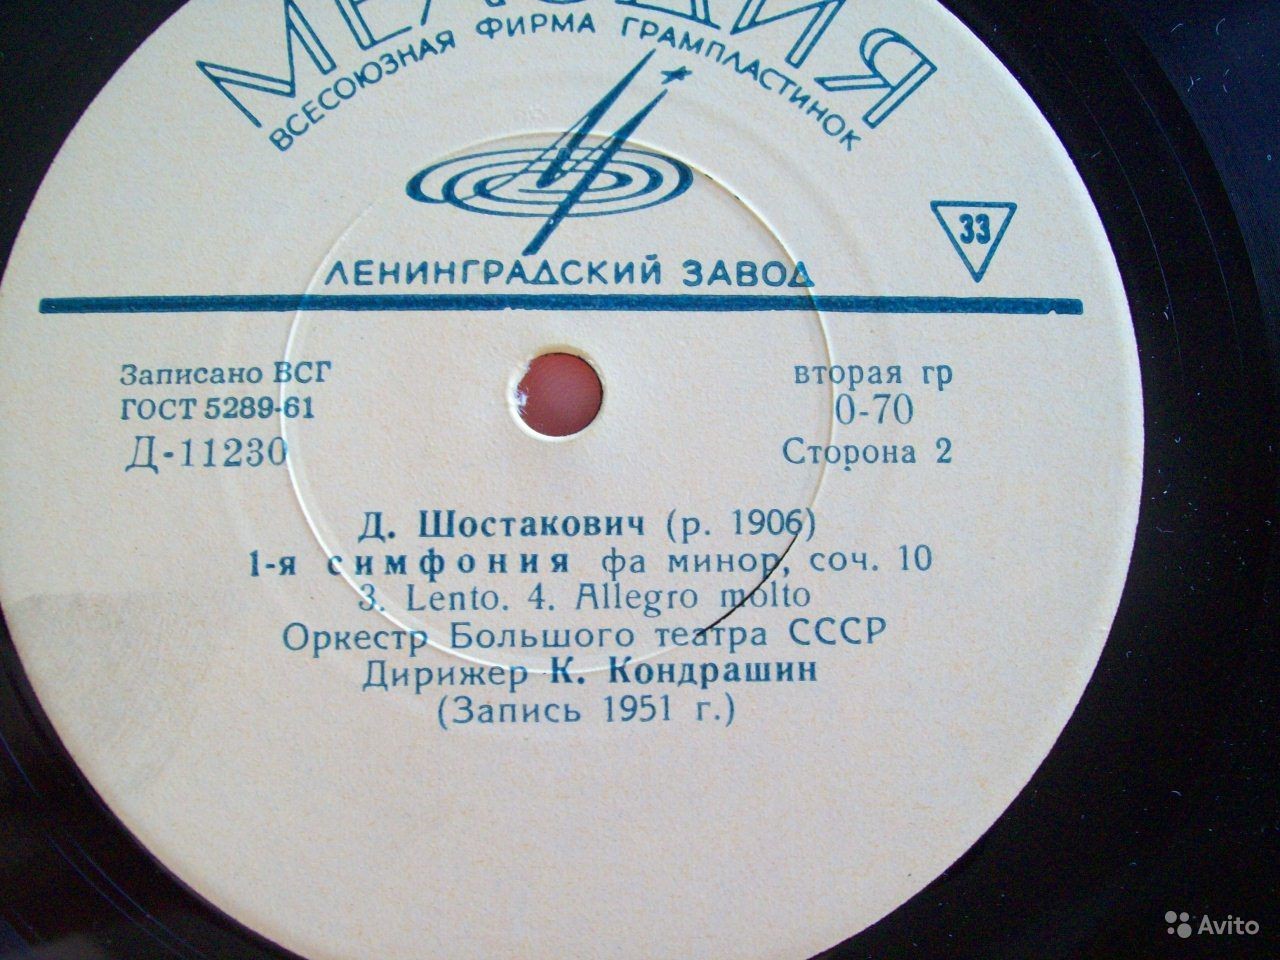 МЕЛОДИЯ
ВСЕСОЮЗНАЯ ФИРМА ГРАМПЛАСТИНОК
33
ЛЕНИНГРАДСКИЙ ЗАВОД
Записано ВСГ
ГОСТ 5289-61
Д-11230
вторая гр
0-70
Сторона 2
Д. Шостакович (р. 1906)
1-я симфония фа минор, соч. 10
3. Lento. 4. Allegro molto
Оркестр Большого театра СССР
Дирижер К. Кондрашин
(Запись 1951 г.)
Avito